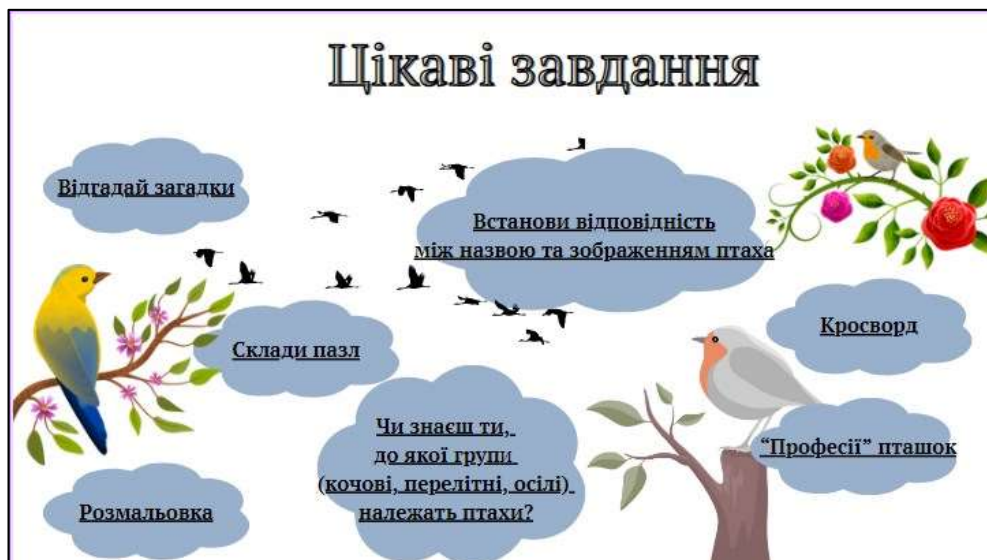 Цікаві завдання
Відгадай загадки
Встанови відповідність
між назвою та зображенням птаха
Склади пазл
Кросворд
Чи знаєш ти,
до якої групи
(кочові, перелітні, осілі)
належать птахи?
“Професії” пташок
Розмальовка